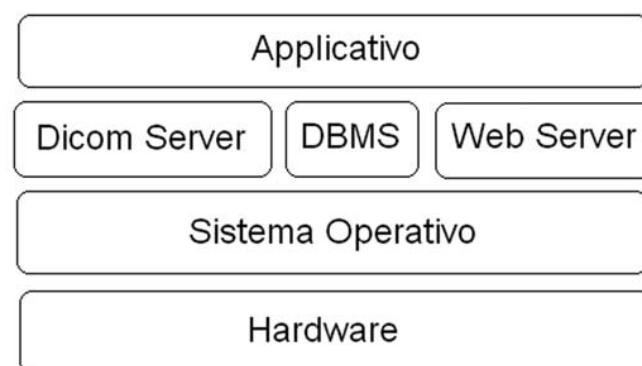 Applicativo
Dicom Server DBMS Web Server
Sistema Operativo
Hardware